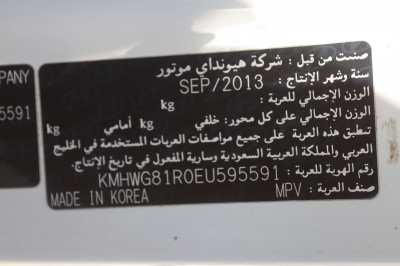 صنعت من قبل : شركة هيونداي موتور
سنة وشهر الإنتاج : SEP/2013
الوزن الإجمالي للعربة : kg
الوزن الإجمالي على كل محور : خلفي kg أمامي kg
تطبق هذه العربة على جميع مواصفات العربات المستخدمة في الخليج
العربي والمملكة العربية السعودية وسارية المفعول في تاريخ الإنتاج.
رقم الهوية للعربة : KMHWG81R0EU595591
صنف العربة : MPV MADE IN KOREA
PANY
5591